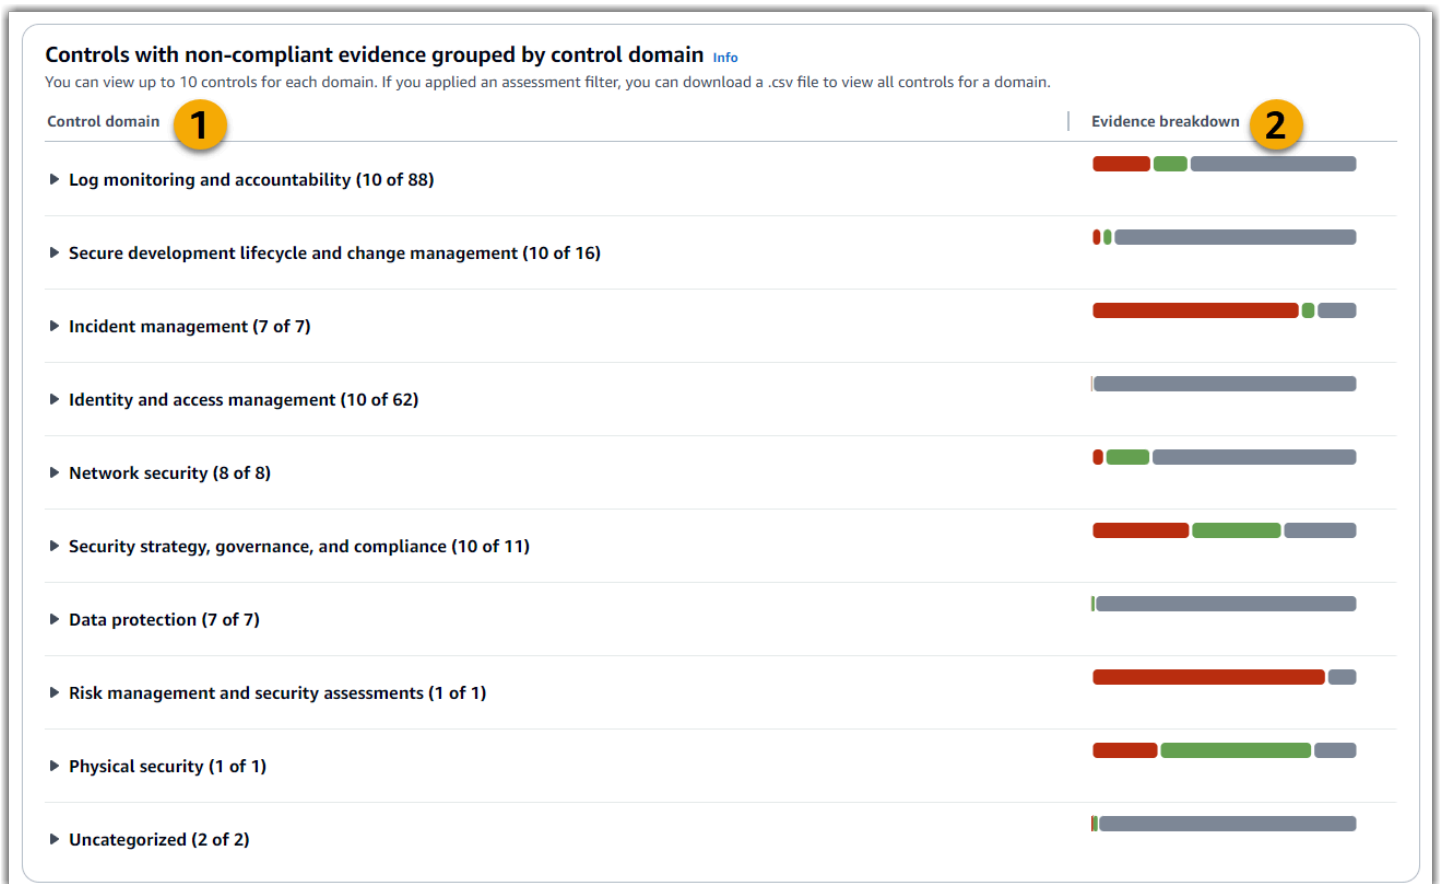 Controls with non-compliant evidence grouped by control domain Info
You can view up to 10 controls for each domain. If you applied an assessment filter, you can download a .csv file to view all controls for a domain.
Control domain 1 Evidence breakdown 2
Log monitoring and accountability (10 of 88)
Secure development lifecycle and change management (10 of 16)
Incident management (7 of 7)
Identity and access management (10 of 62)
Network security (8 of 8)
Security strategy, governance, and compliance (10 of 11)
Data protection (7 of 7)
Risk management and security assessments (1 of 1)
Physical security (1 of 1)
Uncategorized (2 of 2)